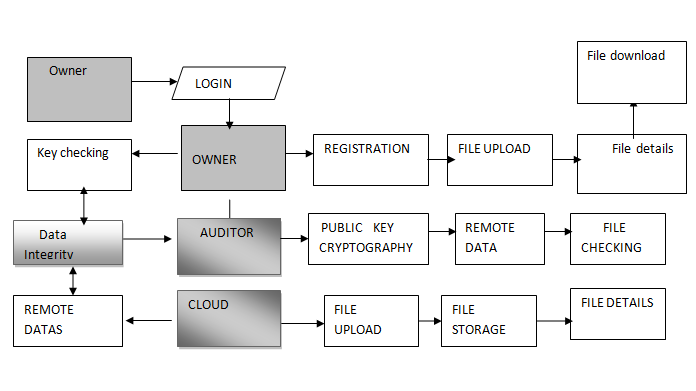 Owner
LOGIN
File download
Key checking
OWNER
REGISTRATION
FILE UPLOAD
File details
Data
Integrity
AUDITOR
PUBLIC KEY
CRYPTOGRAPHY
REMOTE
DATA
FILE
CHECKING
REMOTE
DATAS
CLOUD
FILE
UPLOAD
FILE
STORAGE
FILE DETAILS